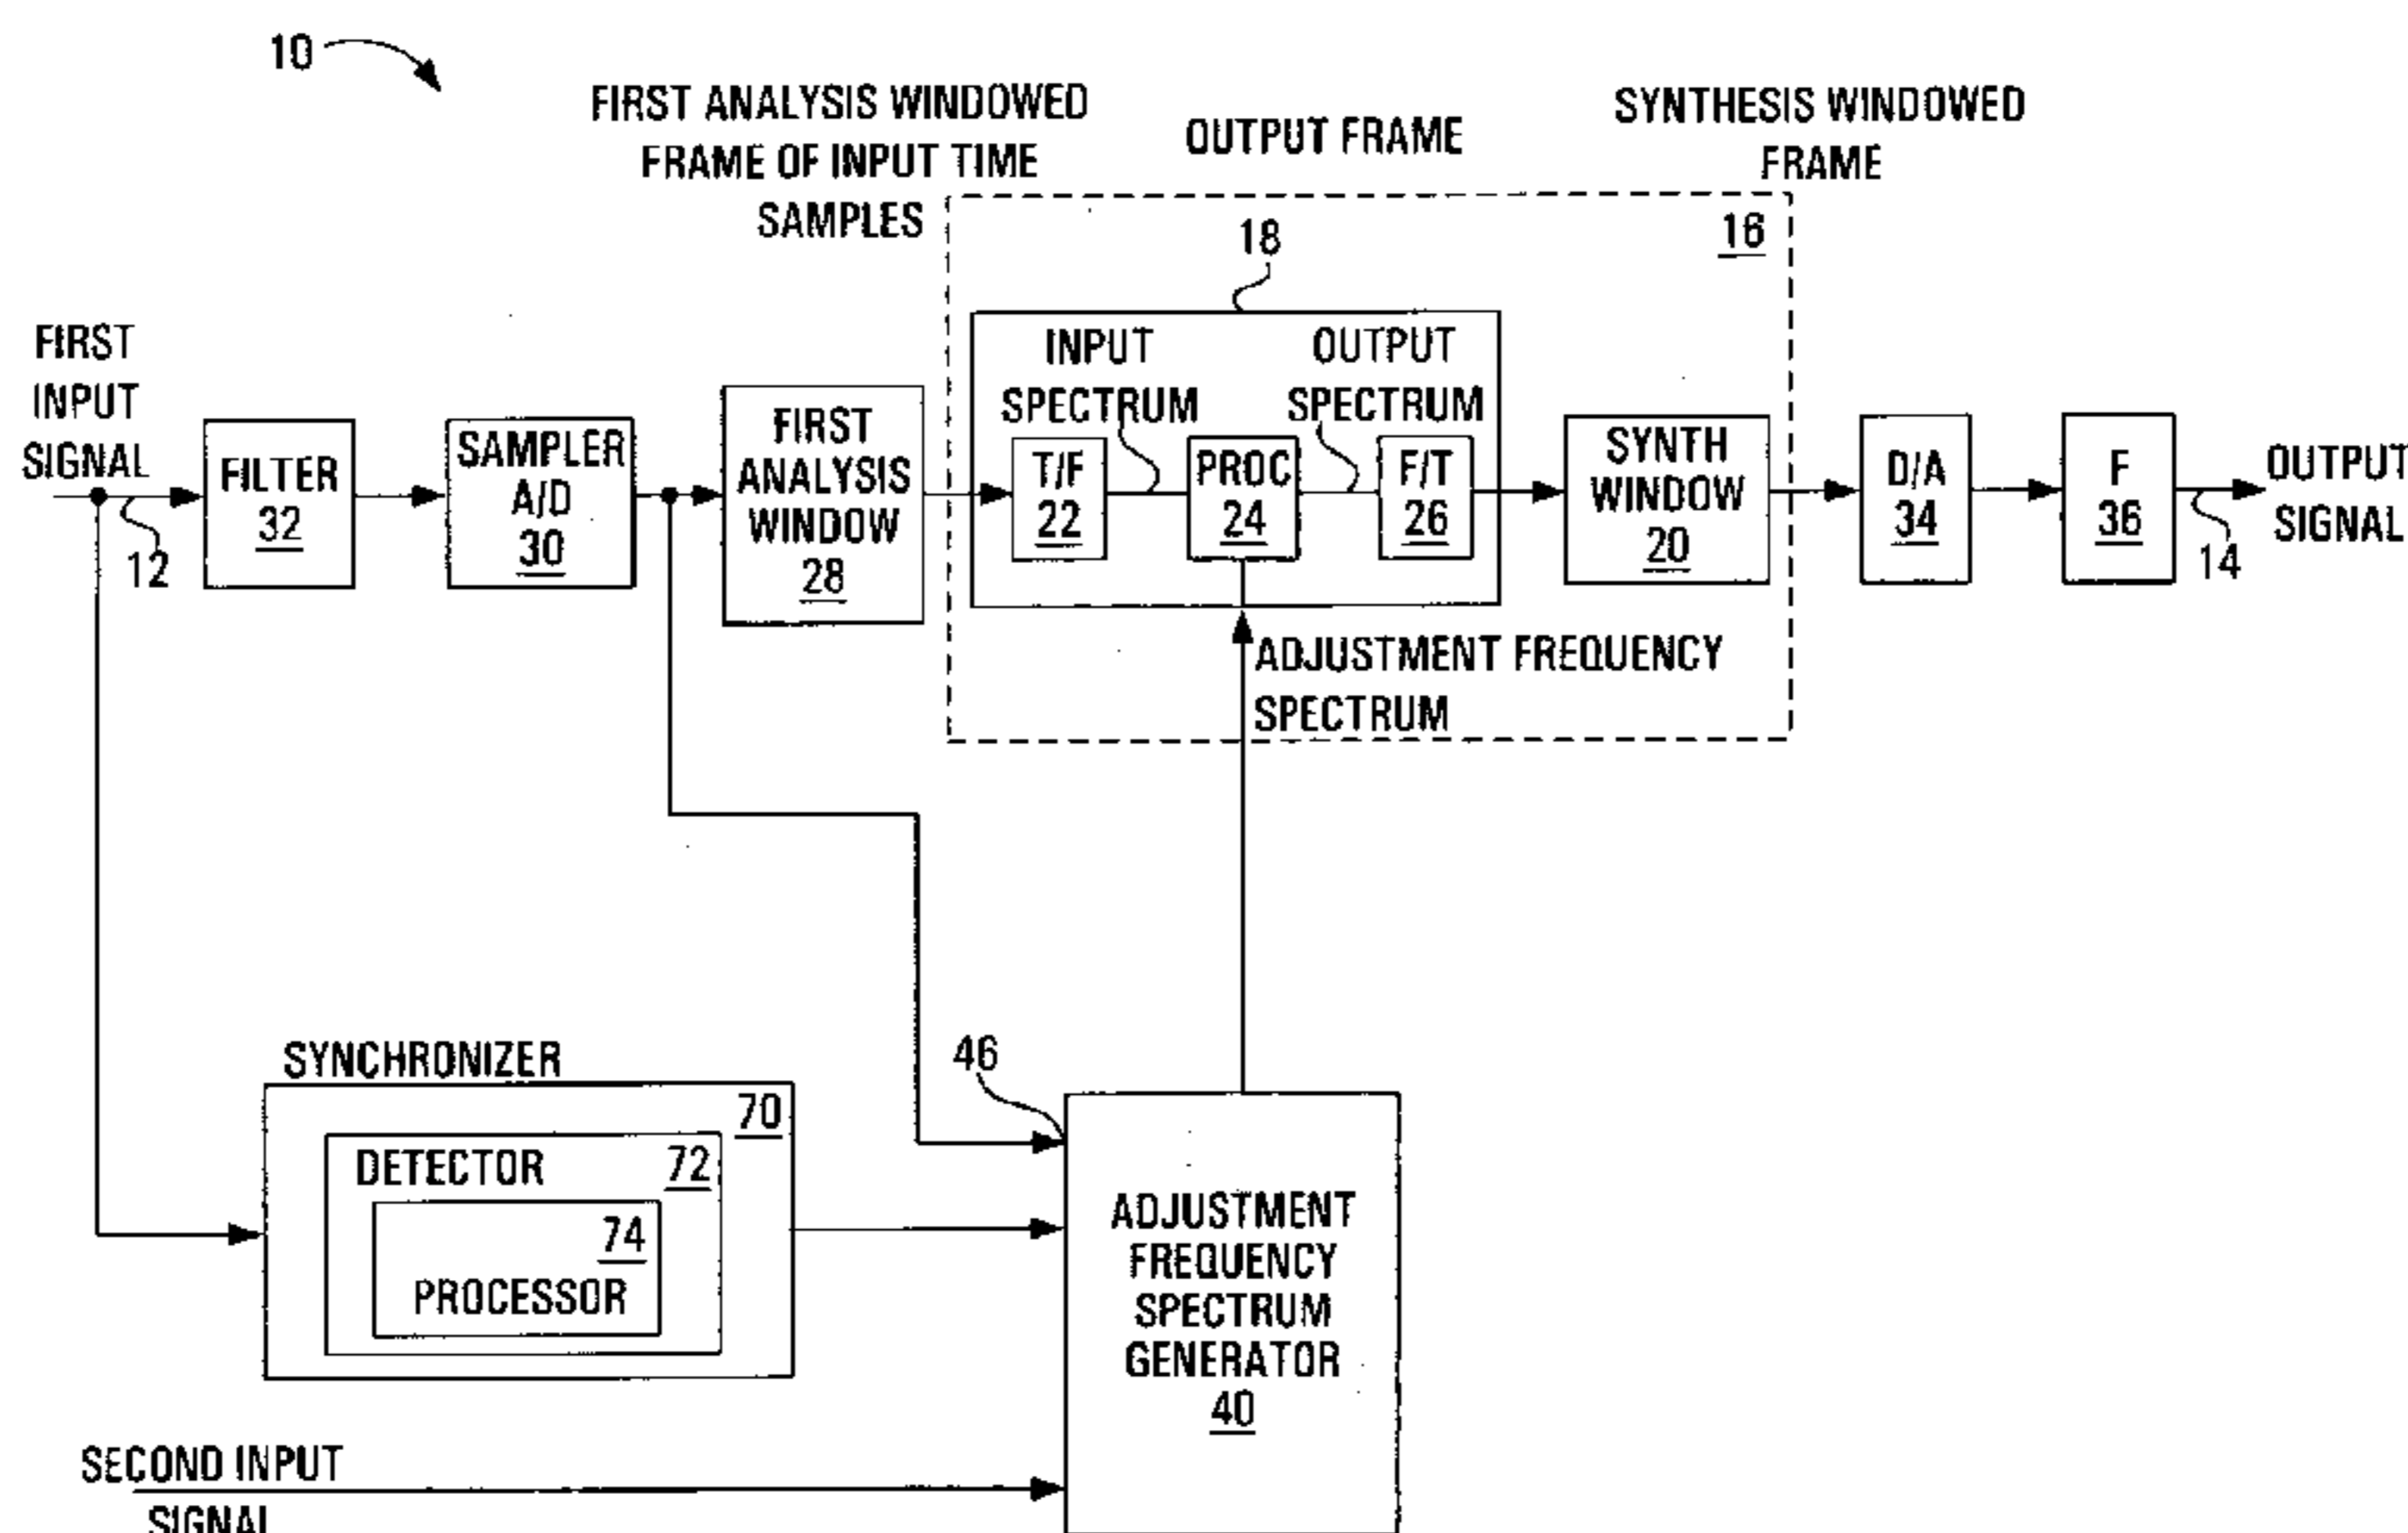 10
FIRST ANALYSIS WINDOWED
FRAME OF INPUT TIME
SAMPLES
OUTPUT FRAME
SYNTHESIS WINDOWED
FRAME
16
18
FIRST
INPUT
SIGNAL
12
FILTER
32
SAMPLER
A/D
30
FIRST
ANALYSIS
WINDOW
28
INPUT
SPECTRUM
OUTPUT
SPECTRUM
T/F
22
PROC
24
F/T
26
SYNTH
WINDOW
20
D/A
34
F
36
14
OUTPUT
SIGNAL
ADJUSTMENT FREQUENCY
SPECTRUM
SYNCHRONIZER
70
DETECTOR
72
74
PROCESSOR
46
ADJUSTMENT
FREQUENCY
SPECTRUM
GENERATOR
40
SECOND INPUT
SIGNAL